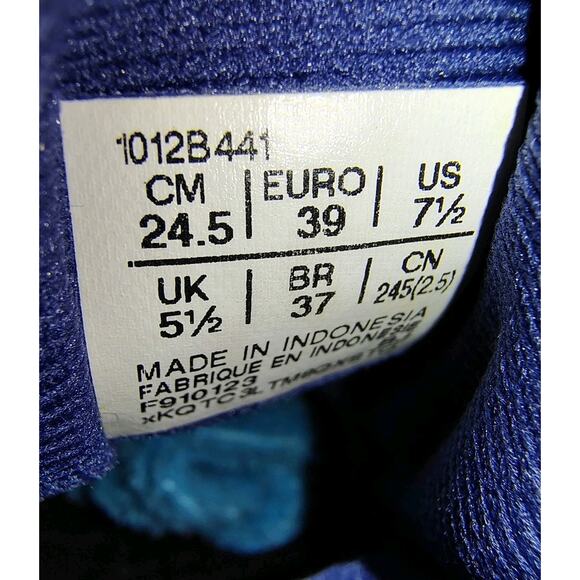 1012B441
CM | EURO | US
24.5 | 39 | 7½
UK | BR | CN
5½ | 37 | 245(2.5)
MADE IN INDONESIA
FABRIQUE EN INDONESIE
F910123